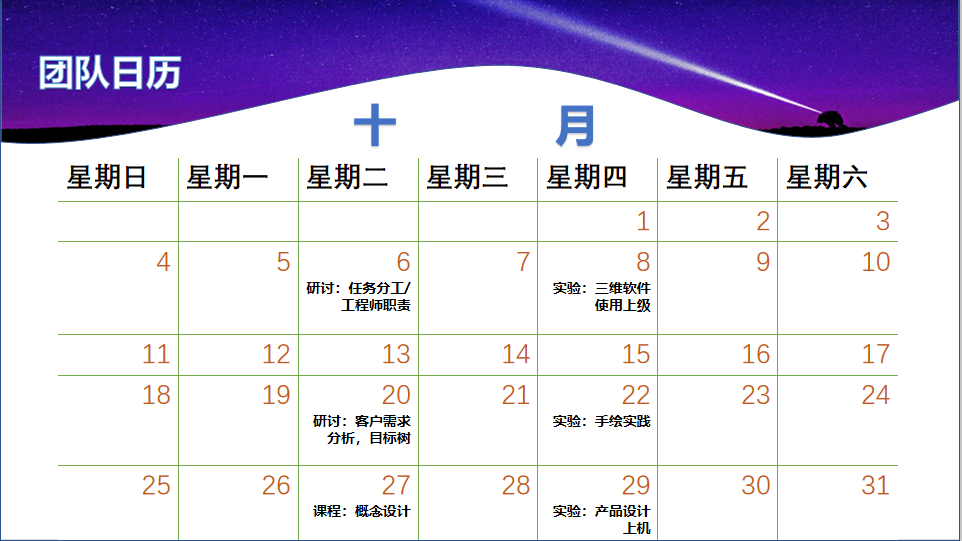 团队日历
十 月
星期日 星期一 星期二 星期三 星期四 星期五 星期六
1 2 3
4 5 6 7 8 9 10
研讨：任务分工/ 实验：三维软件
工程师职责 使用上级
11 12 13 14 15 16 17
18 19 20 21 22 23 24
研讨：客户需求 实验：手绘实践
分析，目标树
25 26 27 28 29 30 31
课程：概念设计 实验：产品设计
上机